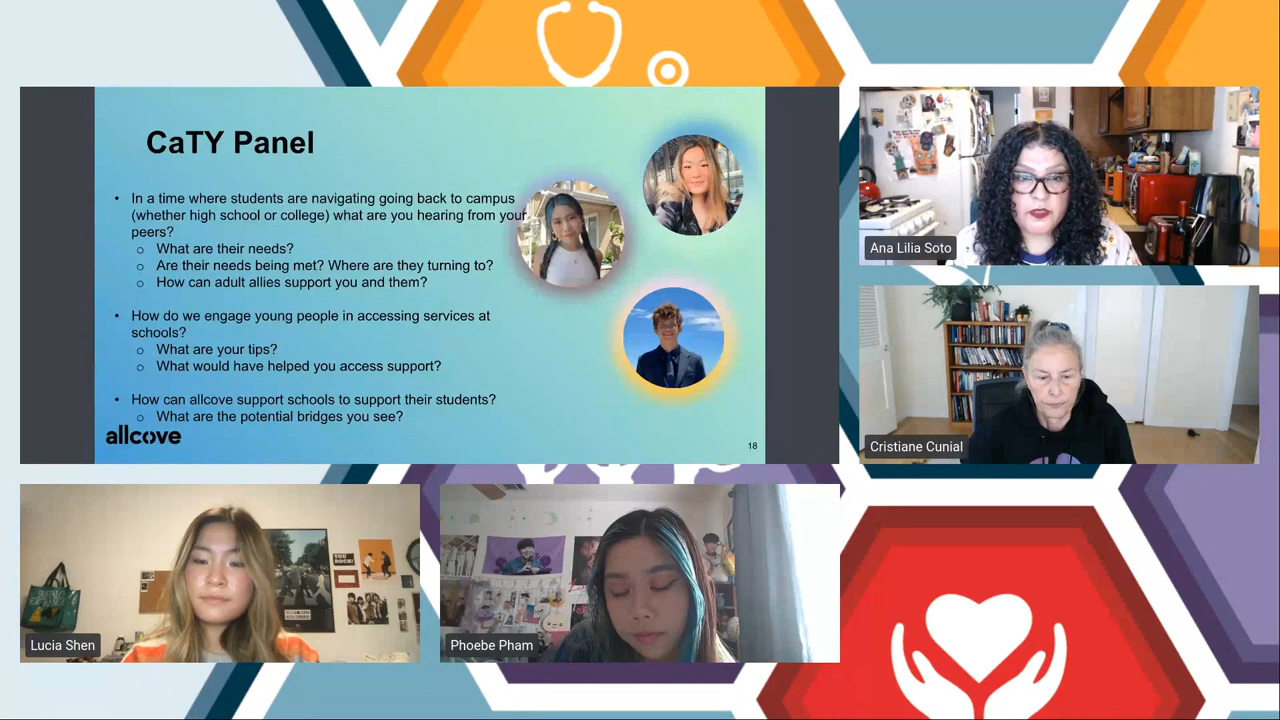 CaTY Panel
• In a time where students are navigating going back to campus
(whether high school or college) what are you hearing from your
peers?
o What are their needs?
o Are their needs being met? Where are they turning to?
o How can adult allies support you and them?
• How do we engage young people in accessing services at
schools?
o What are your tips?
o What would have helped you access support?
• How can allcove support schools to support their students?
o What are the potential bridges you see?
allcove
18
Ana Lilia Soto
Cristiane Cunial
YOU
ROCK!
Lucia Shen
Phoebe Pham